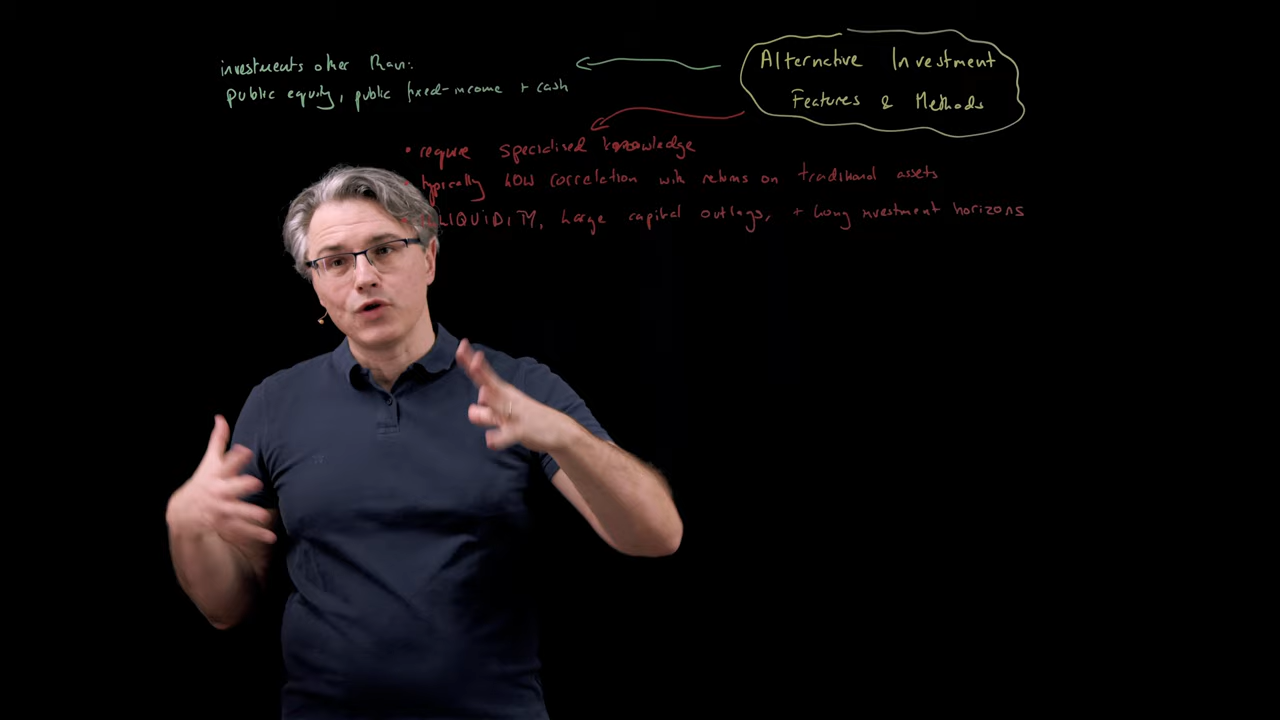 Alternative Investment
Features & Methods
investments other than:
public equity, public fixed-income + cash
• require specialised knowledge
typically LOW correlation with returns on traditional assets
LIQUIDITY, Large capital outlays, + Long investment horizons